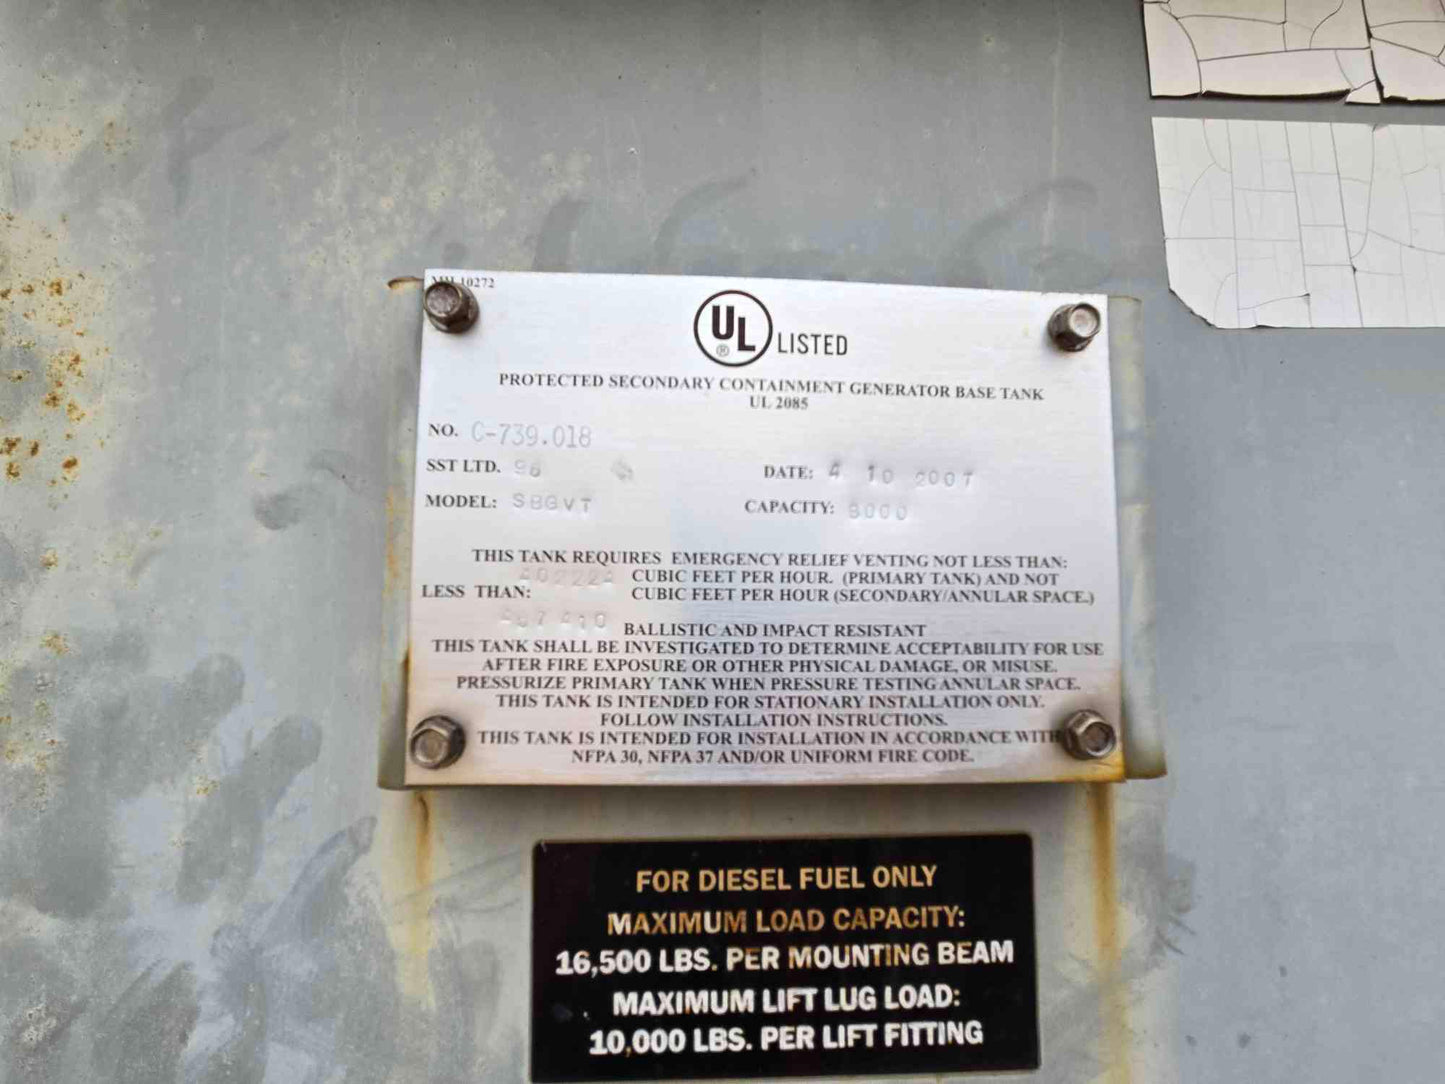 10272
UL ® LISTED
PROTECTED SECONDARY CONTAINMENT GENERATOR BASE TANK
UL 2085
NO. C-739.018
SST LTD. 96
DATE: 4 10 2007
MODEL: SBGVT
CAPACITY:
THIS TANK REQUIRES EMERGENCY RELIEF VENTING NOT LESS THAN:
402224 CUBIC FEET PER HOUR. (PRIMARY TANK) AND NOT
LESS THAN: CUBIC FEET PER HOUR (SECONDARY/ANNULAR SPACE.)
BALLISTIC AND IMPACT RESISTANT
THIS TANK SHALL BE INVESTIGATED TO DETERMINE ACCEPTABILITY FOR USE
AFTER FIRE EXPOSURE OR OTHER PHYSICAL DAMAGE, OR MISUSE.
PRESSURIZE PRIMARY TANK WHEN PRESSURE TESTING ANNULAR SPACE.
THIS TANK IS INTENDED FOR STATIONARY INSTALLATION ONLY.
FOLLOW INSTALLATION INSTRUCTIONS.
THIS TANK IS INTENDED FOR INSTALLATION IN ACCORDANCE WITH
NFPA 30, NFPA 37 AND/OR UNIFORM FIRE CODE.
FOR DIESEL FUEL ONLY
MAXIMUM LOAD CAPACITY:
16,500 LBS. PER MOUNTING BEAM
MAXIMUM LIFT LUG LOAD:
10,000 LBS. PER LIFT FITTING